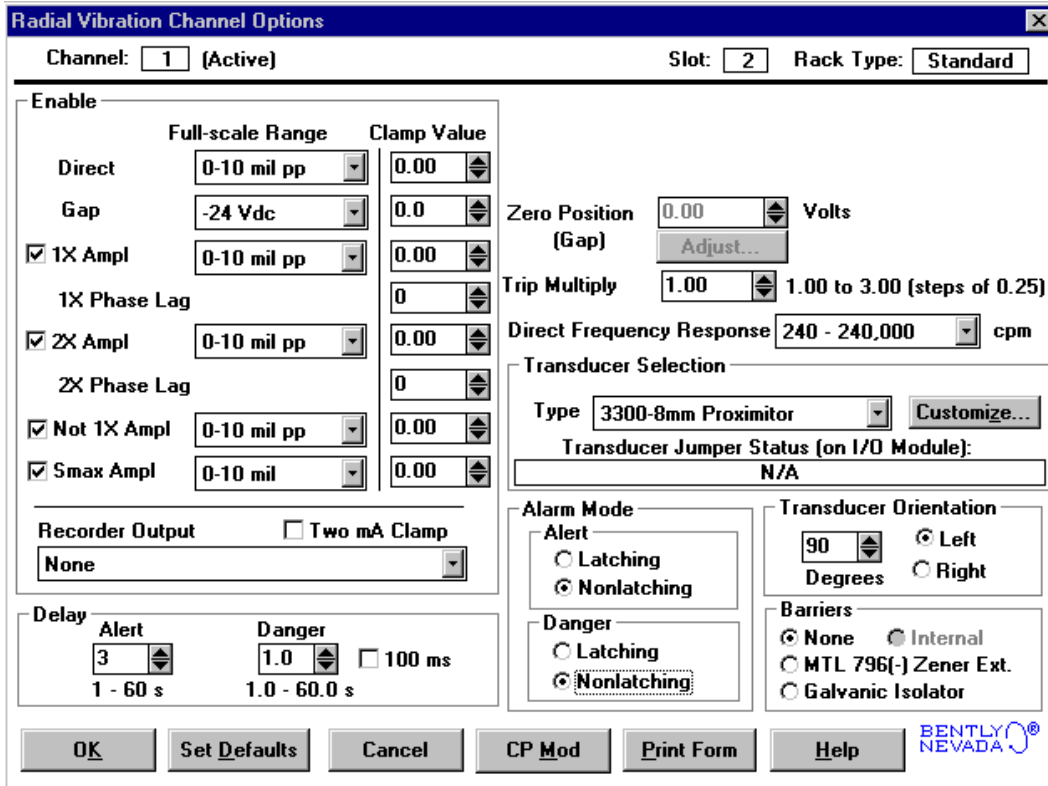 Radial Vibration Channel Options
Channel: 1 (Active) Slot: 2 Rack Type: Standard
Enable
Full-scale Range Clamp Value
Direct 0-10 mil pp 0.00
Gap -24 Vdc 0.0
1X Ampl 0-10 mil pp 0.00
1X Phase Lag 0
2X Ampl 0-10 mil pp 0.00
2X Phase Lag 0
Not 1X Ampl 0-10 mil pp 0.00
Smax Ampl 0-10 mil 0.00
Recorder Output Two mA Clamp
None
Delay
Alert Danger
3 1.0 100 ms
1 - 60 s 1.0 - 60.0 s
Zero Position 0.00 Volts
(Gap) Adjust...
Trip Multiply 1.00 1.00 to 3.00 (steps of 0.25)
Direct Frequency Response 240 - 240,000 cpm
Transducer Selection
Type 3300-8mm Proximitor Customize...
Transducer Jumper Status (on I/O Module):
N/A
Alarm Mode
Alert
Latching
Nonlatching
Danger
Latching
Nonlatching
Transducer Orientation
90 Left
Degrees Right
Barriers
None Internal
MTL 796(-) Zener Ext.
Galvanic Isolator
OK Set Defaults Cancel CP Mod Print Form Help
BENTLY ®
NEVADA